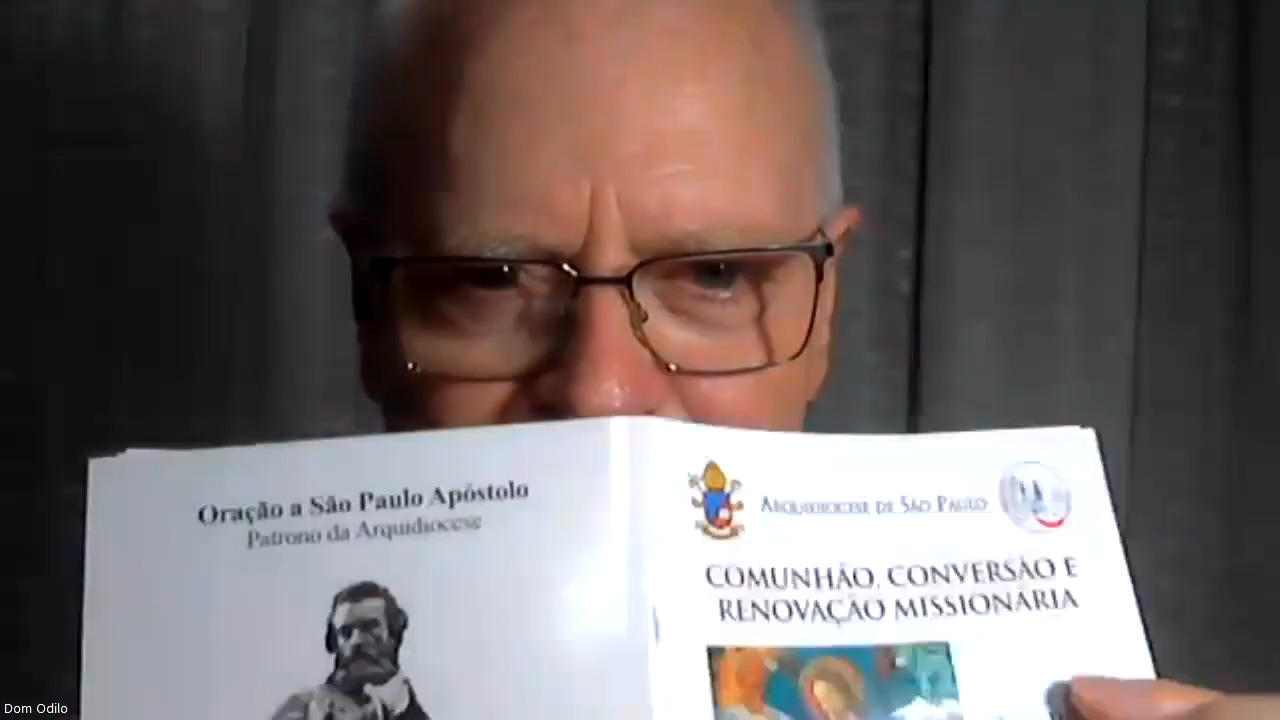 Oração a São Paulo Apóstolo
Patrono da Arquidiocese
ARQUIDIOCESE DE SÃO PAULO
COMUNHÃO, CONVERSÃO E
RENOVAÇÃO MISSIONÁRIA
Dom Odilo